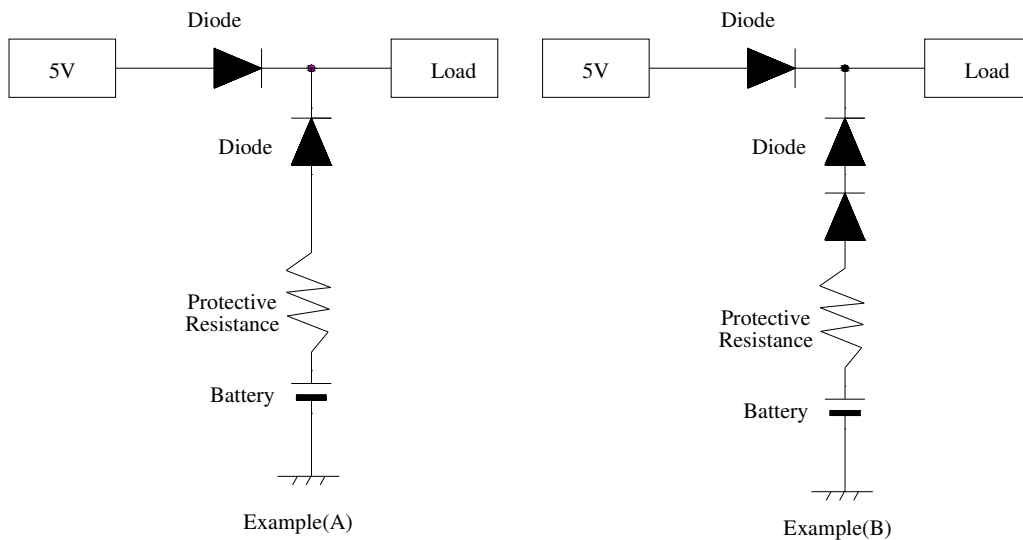 Diode
5V
Load
Diode
Protective
Resistance
Battery
Example(A)
Diode
5V
Load
Diode
Protective
Resistance
Battery
Example(B)